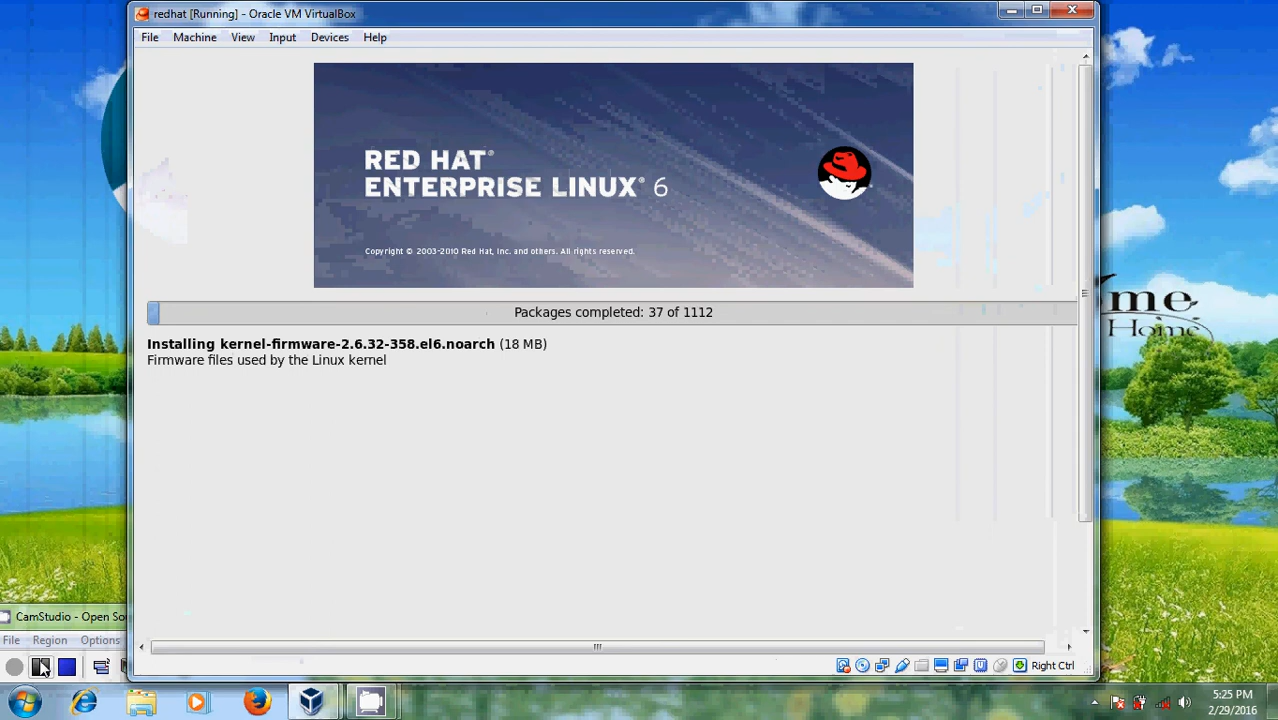 redhat [Running] - Oracle VM VirtualBox
File Machine View Input Devices Help
RED HAT®
ENTERPRISE LINUX® 6
Copyright © 2003-2010 Red Hat, Inc. and others. All rights reserved.
Packages completed: 37 of 1112
Installing kernel-firmware-2.6.32-358.el6.noarch (18 MB)
Firmware files used by the Linux kernel
ome
Home
CamStudio - Open So
File Region Options
Right Ctrl
5:25 PM
2/29/2016